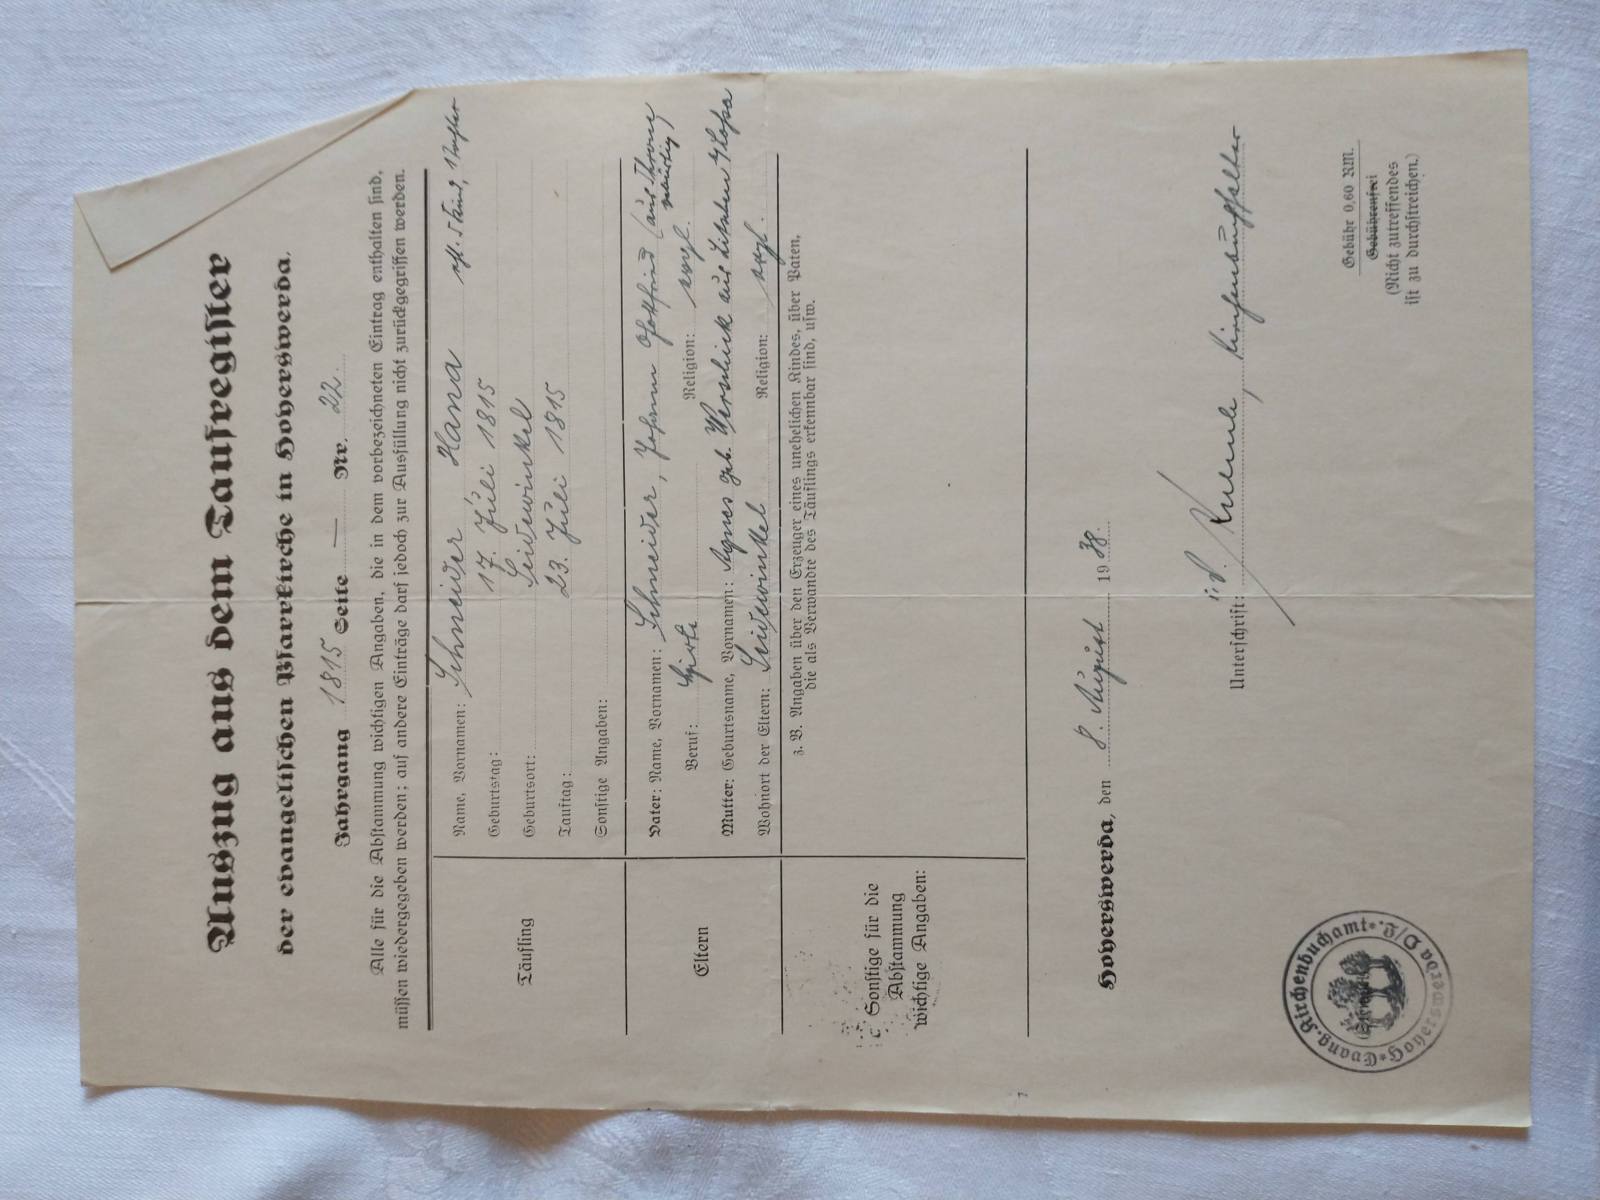 Auszug aus dem Taufregister
der evangelischen Pfarrkirche in Hoyerswerda.
Jahrgang 1815 Seite — Nr. 22.
Alle für die Abstammung wichtigen Angaben, die in dem vorbezeichneten Eintrag enthalten sind,
müssen wiedergegeben werden; auf andere Einträge darf jedoch zur Ausfüllung nicht zurückgegriffen werden.
Täufling
Name, Vornamen: Schneider Hana
Geburtstag: 17. Juli 1815
Geburtsort: Seidewinkel
Tauftag: 23. Juli 1815
Sonstige Angaben:
Eltern
Vater: Name, Vornamen: Schneider, Johann (aus Throne
Beruf: Hirte Religion: evgl.
Mutter: Geburtsname, Vornamen: Agnes geb. aus
Wohnort der Eltern: Seidewinkel Religion: evgl.
Sonstige für die
Abstammung
wichtige Angaben:
z. B. Angaben über den Erzeuger eines unehelichen Kindes, über Paten,
die als Verwandte des Täuflings erkennbar sind, usw.
Hoyerswerda, den 8. August 1938.
Unterschrift:
Gebühr 0,60 RM.
Gebührenfrei
(Nicht zutreffendes
ist zu durchstreichen.)
Evang. Kirchenbuchamt Hoyerswerda O/L